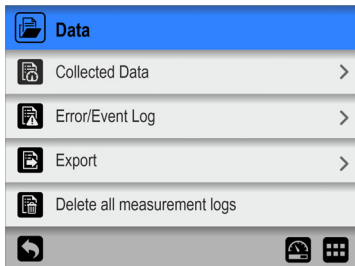 Data
Collected Data
Error/Event Log
Export
Delete all measurement logs